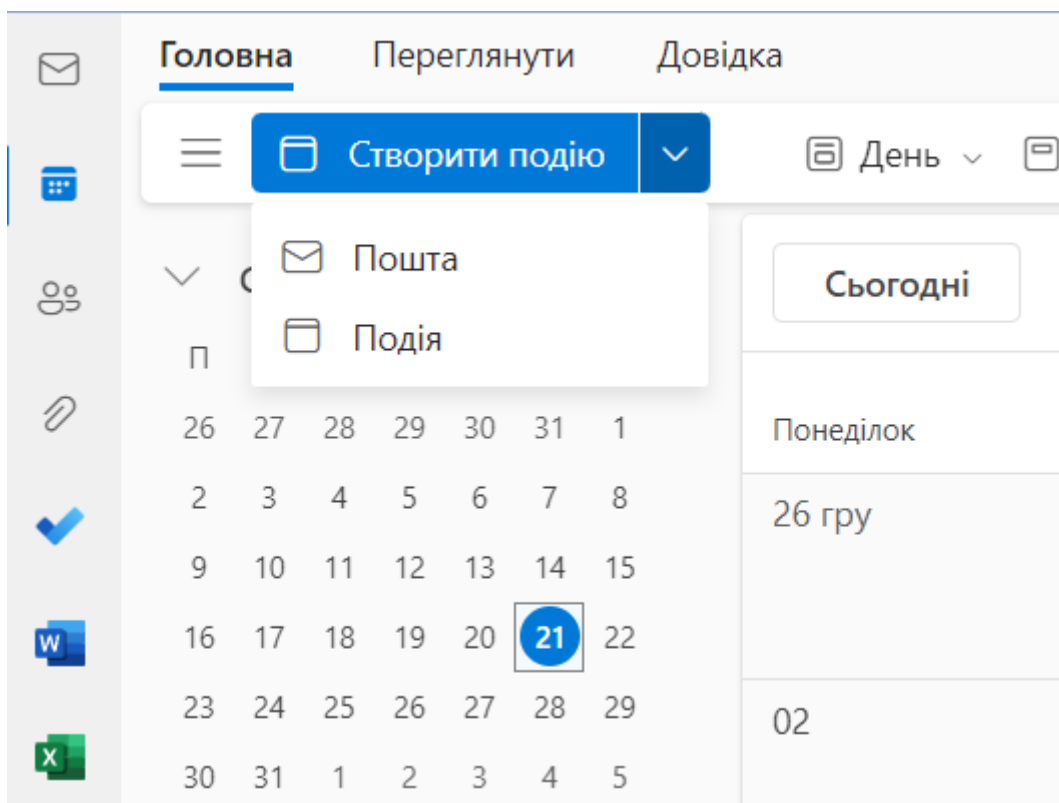 Головна Переглянути Довідка
Створити подію День
Пошта
Подія
Сьогодні
П
26 27 28 29 30 31 1
Понеділок
2 3 4 5 6 7 8
26 гру
9 10 11 12 13 14 15
16 17 18 19 20 21 22
23 24 25 26 27 28 29
02
30 31 1 2 3 4 5
W
X